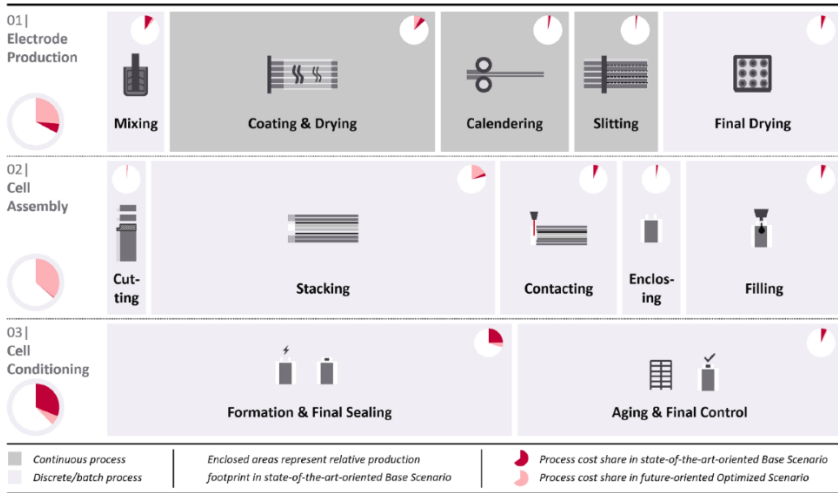 01|
Electrode
Production
Mixing
Coating & Drying
Calendering
Slitting
Final Drying
02|
Cell
Assembly
Cut-
ting
Stacking
Contacting
Enclos-
ing
Filling
03|
Cell
Conditioning
Formation & Final Sealing
Aging & Final Control
Continuous process
Discrete/batch process
Enclosed areas represent relative production
footprint in state-of-the-art-oriented Base Scenario
Process cost share in state-of-the-art-oriented Base Scenario
Process cost share in future-oriented Optimized Scenario